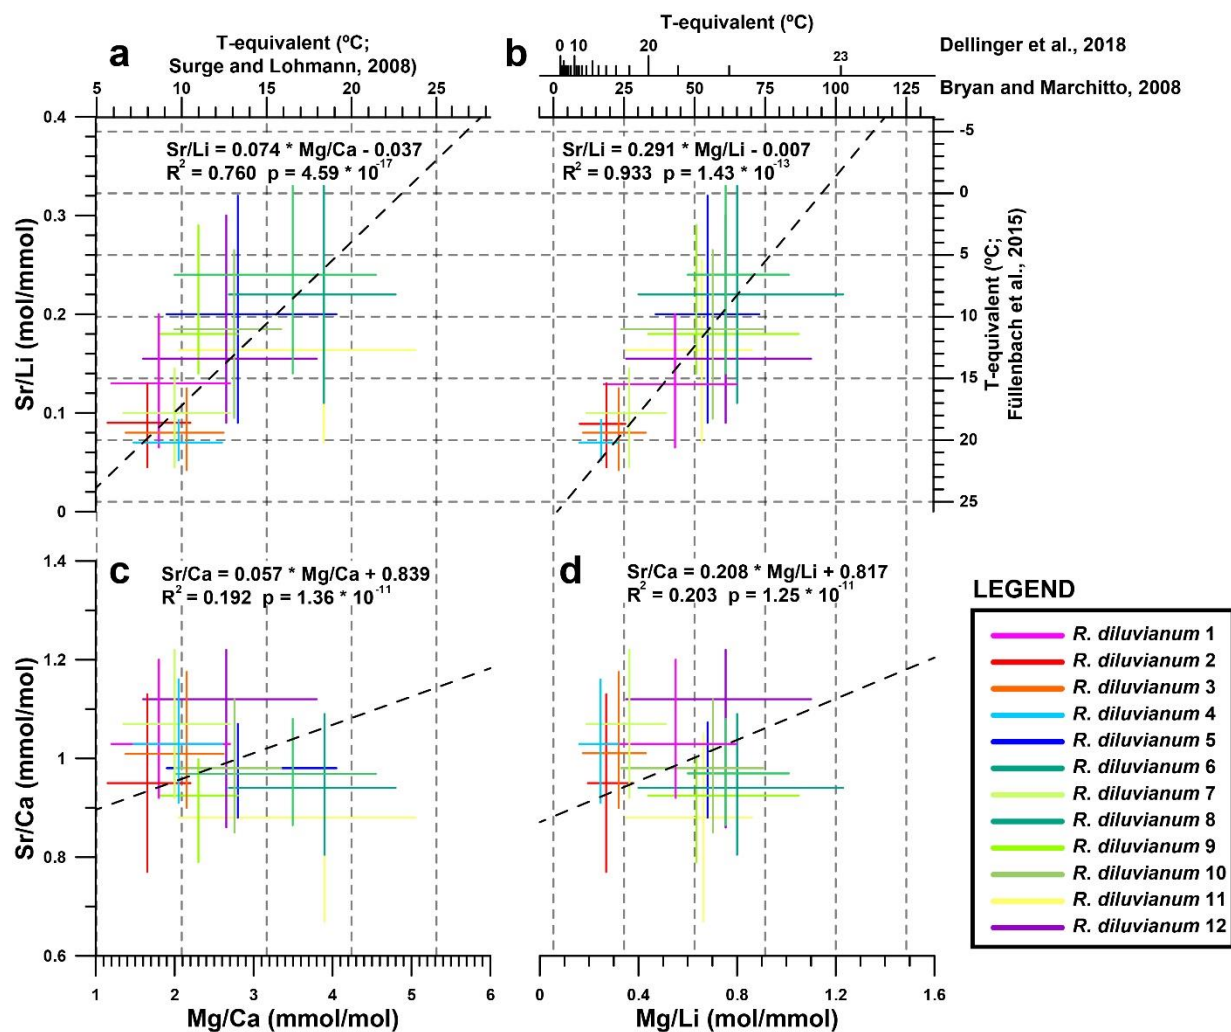 a
T-equivalent (ºC;
Surge and Lohmann, 2008)
5 10 15 20 25
b
T-equivalent (ºC)
0 10 20 23
Dellinger et al., 2018
Bryan and Marchitto, 2008
0 25 50 75 100 125
Sr/Li = 0.074 * Mg/Ca - 0.037
R² = 0.760 p = 4.59 * 10⁻¹⁷
Sr/Li = 0.291 * Mg/Li - 0.007
R² = 0.933 p = 1.43 * 10⁻¹³
Sr/Li (mol/mmol)
0.4
0.3
0.2
0.1
0
-5
0
5
10
15
20
25
T-equivalent (ºC;
Füllenbach et al., 2015)
c
Sr/Ca = 0.057 * Mg/Ca + 0.839
R² = 0.192 p = 1.36 * 10⁻¹¹
d
Sr/Ca = 0.208 * Mg/Li + 0.817
R² = 0.203 p = 1.25 * 10⁻¹¹
Sr/Ca (mmol/mol)
1.4
1.2
1
0.8
0.6
1 2 3 4 5 6
Mg/Ca (mmol/mol)
0 0.4 0.8 1.2 1.6
Mg/Li (mol/mmol)
LEGEND
R. diluvianum 1
R. diluvianum 2
R. diluvianum 3
R. diluvianum 4
R. diluvianum 5
R. diluvianum 6
R. diluvianum 7
R. diluvianum 8
R. diluvianum 9
R. diluvianum 10
R. diluvianum 11
R. diluvianum 12